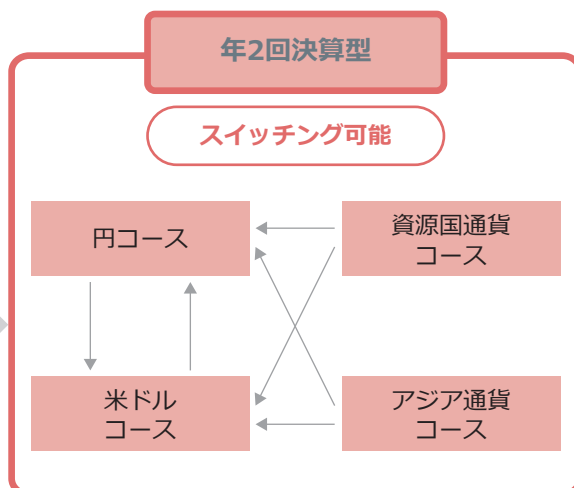 年2回決算型
スイッチング可能
円コース
資源国通貨
コース
米ドル
コース
アジア通貨
コース